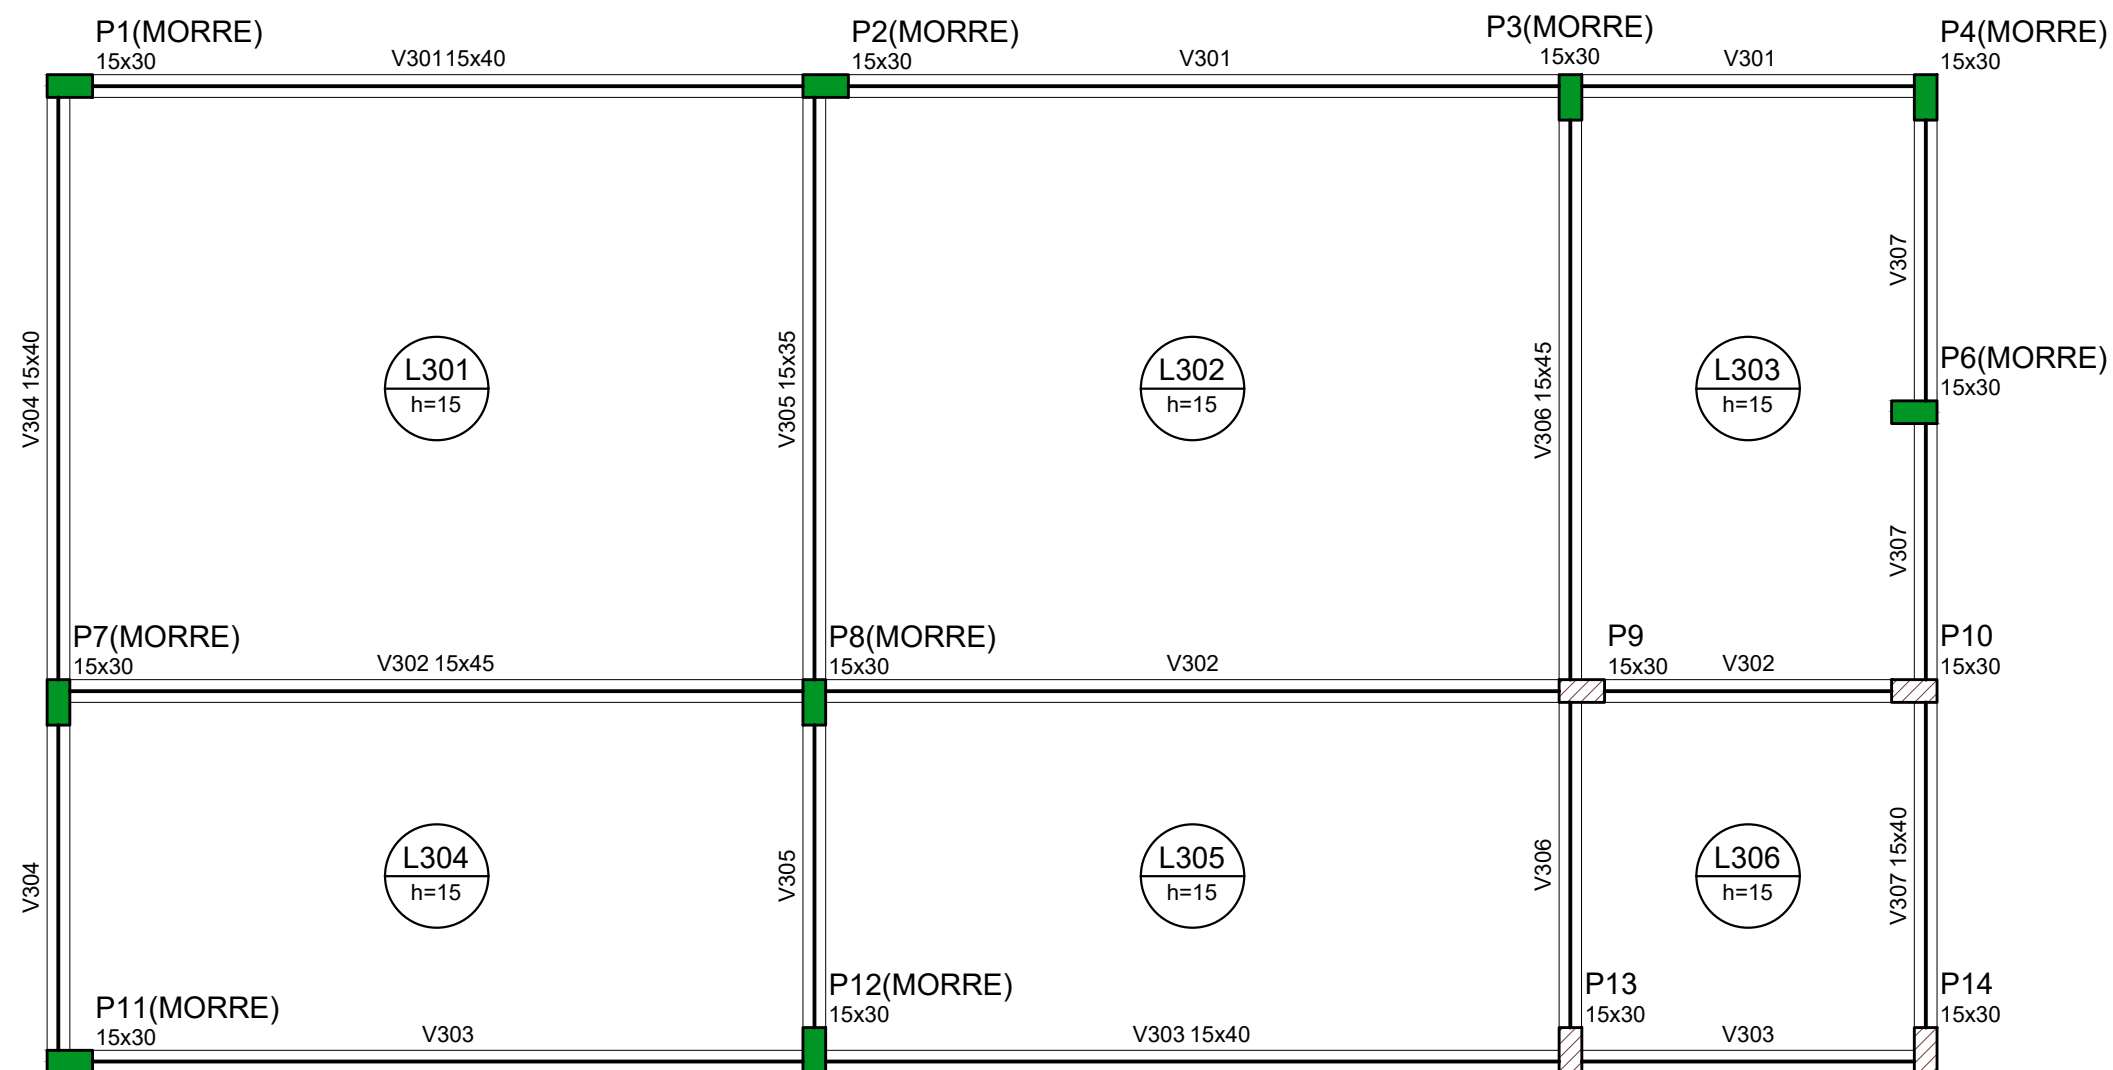 P1(MORRE)
15x30
V301 15x40
P2(MORRE)
15x30
V301
P3(MORRE)
15x30
V301
P4(MORRE)
15x30
V304 15x40
L301
h=15
V305 15x35
L302
h=15
V306 15x45
L303
h=15
V307
P6(MORRE)
15x30
V307
P7(MORRE)
15x30
V302 15x45
P8(MORRE)
15x30
V302
P9
15x30
V302
P10
15x30
V304
L304
h=15
V305
L305
h=15
V306
L306
h=15
V307 15x40
P11(MORRE)
15x30
V303
P12(MORRE)
15x30
V303 15x40
P13
15x30
V303
P14
15x30